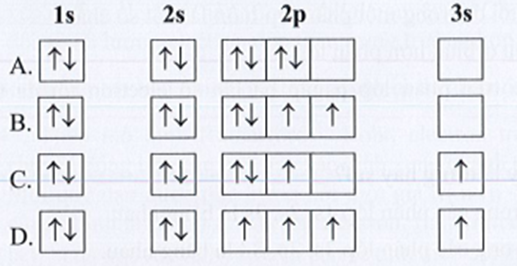 1s 2s 2p 3s
A. ↑↓ ↑↓ ↑↓ ↑↓
B. ↑↓ ↑↓ ↑↓ ↑ ↑
C. ↑↓ ↑↓ ↑↓ ↑ ↑
D. ↑↓ ↑↓ ↑ ↑ ↑ ↑